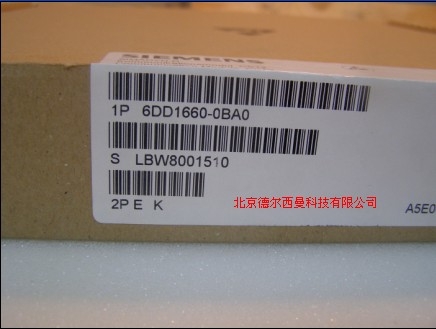 SIEMENS
1P 6DD1660-0BA0
S LBW8001510
2P E K
北京德尔西曼科技有限公司
A5E0